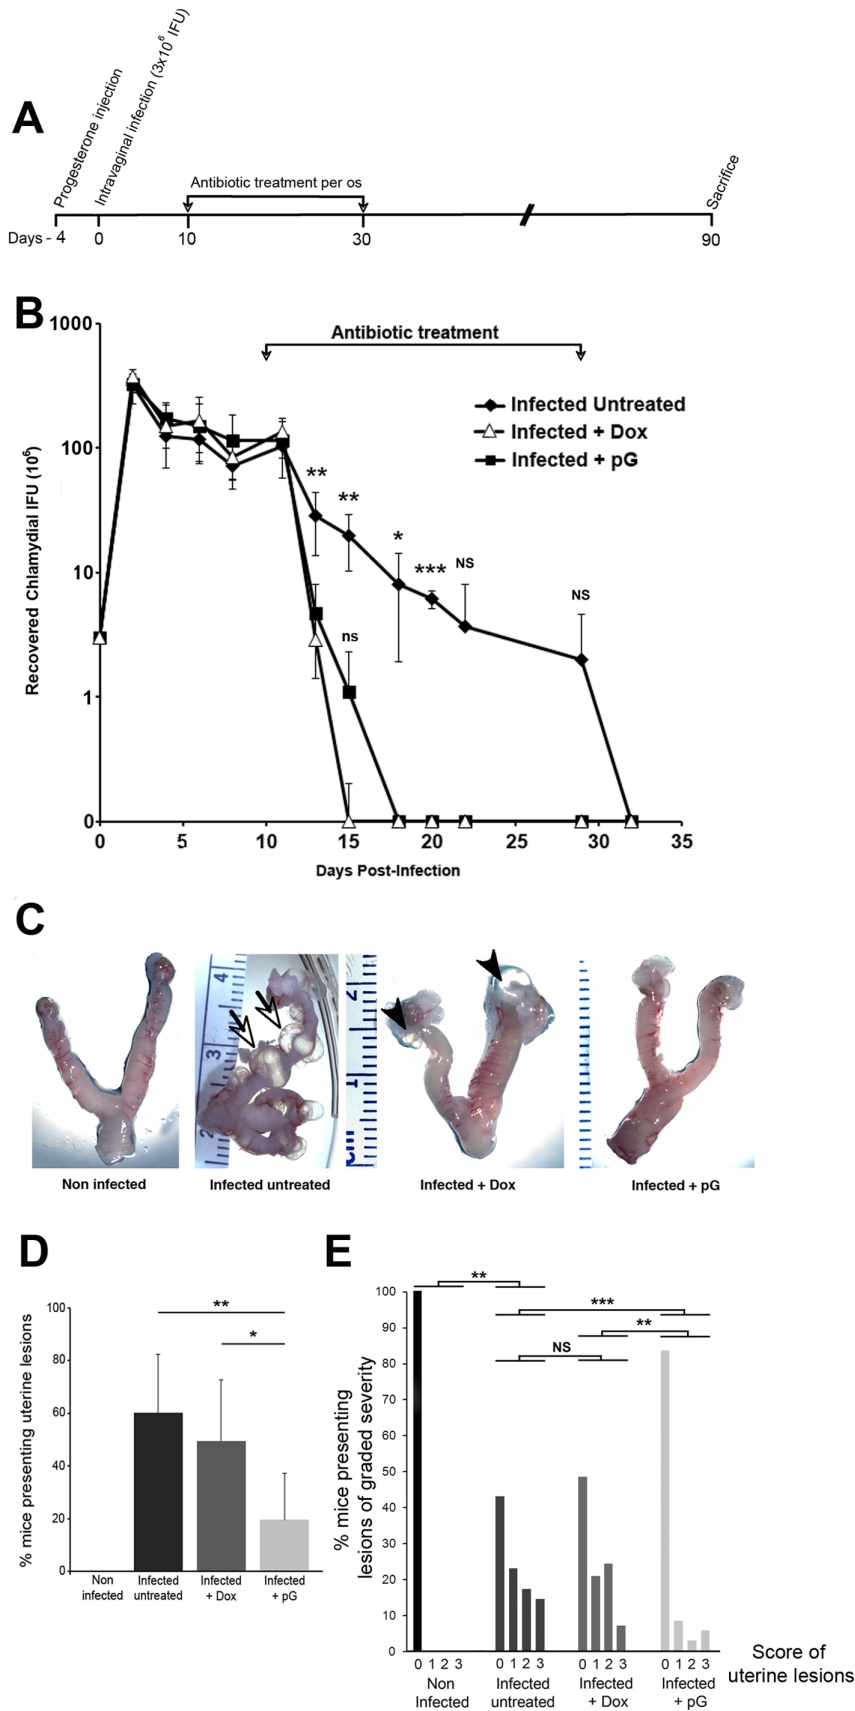 A
Progesterone injection
Intravaginal infection (3x10⁶ IFU)
Antibiotic treatment per os
Sacrifice
Days - 4 0 10 30 90
B
Antibiotic treatment
Infected Untreated
Infected + Dox
Infected + pG
Recovered Chlamydial IFU (10⁶)
1000
100
10
1
0
** ** * *** NS NS
ns
0 5 10 15 20 25 30 35
Days Post-Infection
C
4
3
2
2
1
cm
Non infected
Infected untreated
Infected + Dox
Infected + pG
D
% mice presenting uterine lesions
100
80
60
40
20
0
**
*
Non infected
Infected untreated
Infected + Dox
Infected + pG
E
% mice presenting
lesions of graded severity
100
90
80
70
60
50
40
30
20
10
0
**
***
**
NS
0 1 2 3 0 1 2 3 0 1 2 3 0 1 2 3
Non Infected
Infected untreated
Infected + Dox
Infected + pG
Score of
uterine lesions